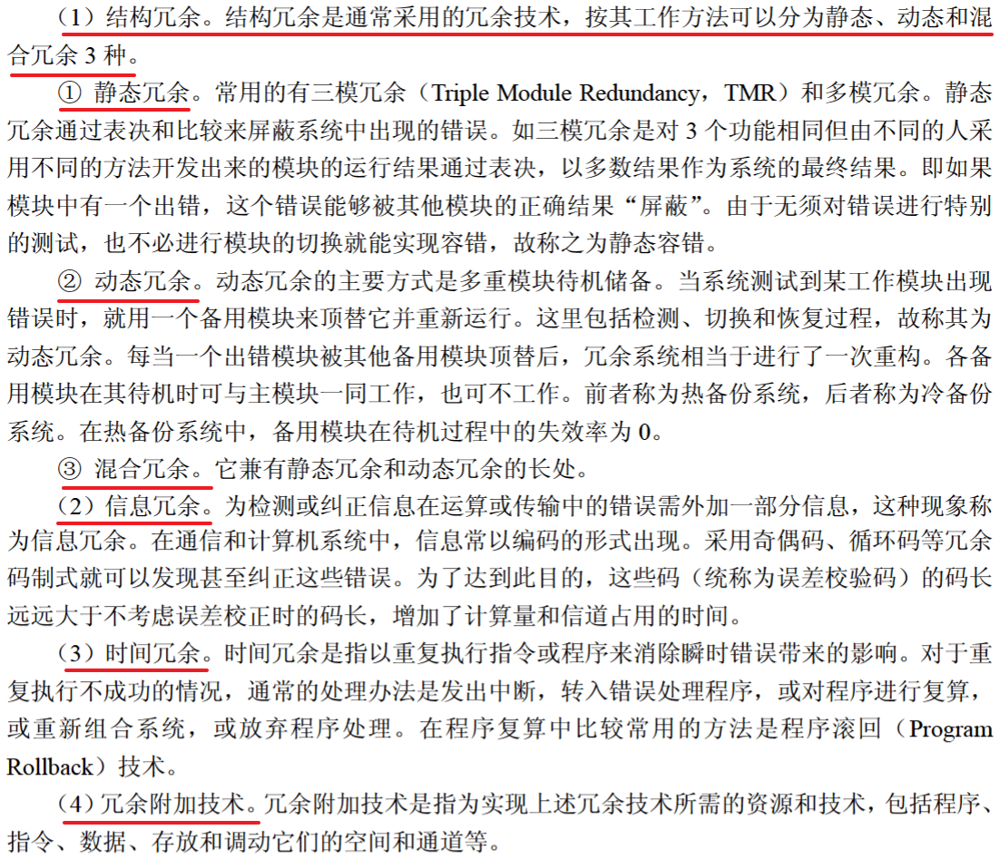 （1）结构冗余。结构冗余是通常采用的冗余技术，按其工作方法可以分为静态、动态和混
合冗余 3 种。
① 静态冗余。常用的有三模冗余（Triple Module Redundancy，TMR）和多模冗余。静态
冗余通过表决和比较来屏蔽系统中出现的错误。如三模冗余是对 3 个功能相同但由不同的人采
用不同的方法开发出来的模块的运行结果通过表决，以多数结果作为系统的最终结果。即如果
模块中有一个出错，这个错误能够被其他模块的正确结果“屏蔽”。由于无须对错误进行特别
的测试，也不必进行模块的切换就能实现容错，故称之为静态容错。
② 动态冗余。动态冗余的主要方式是多重模块待机储备。当系统测试到某工作模块出现
错误时，就用一个备用模块来顶替它并重新运行。这里包括检测、切换和恢复过程，故称其为
动态冗余。每当一个出错模块被其他备用模块顶替后，冗余系统相当于进行了一次重构。各备
用模块在其待机时可与主模块一同工作，也可不工作。前者称为热备份系统，后者称为冷备份
系统。在热备份系统中，备用模块在待机过程中的失效率为 0。
③ 混合冗余。它兼有静态冗余和动态冗余的长处。
（2）信息冗余。为检测或纠正信息在运算或传输中的错误需外加一部分信息，这种现象称
为信息冗余。在通信和计算机系统中，信息常以编码的形式出现。采用奇偶码、循环码等冗余
码制式就可以发现甚至纠正这些错误。为了达到此目的，这些码（统称为误差校验码）的码长
远远大于不考虑误差校正时的码长，增加了计算量和信道占用的时间。
（3）时间冗余。时间冗余是指以重复执行指令或程序来消除瞬时错误带来的影响。对于重
复执行不成功的情况，通常的处理办法是发出中断，转入错误处理程序，或对程序进行复算，
或重新组合系统，或放弃程序处理。在程序复算中比较常用的方法是程序滚回（Program
Rollback）技术。
（4）冗余附加技术。冗余附加技术是指为实现上述冗余技术所需的资源和技术，包括程序、
指令、数据、存放和调动它们的空间和通道等。